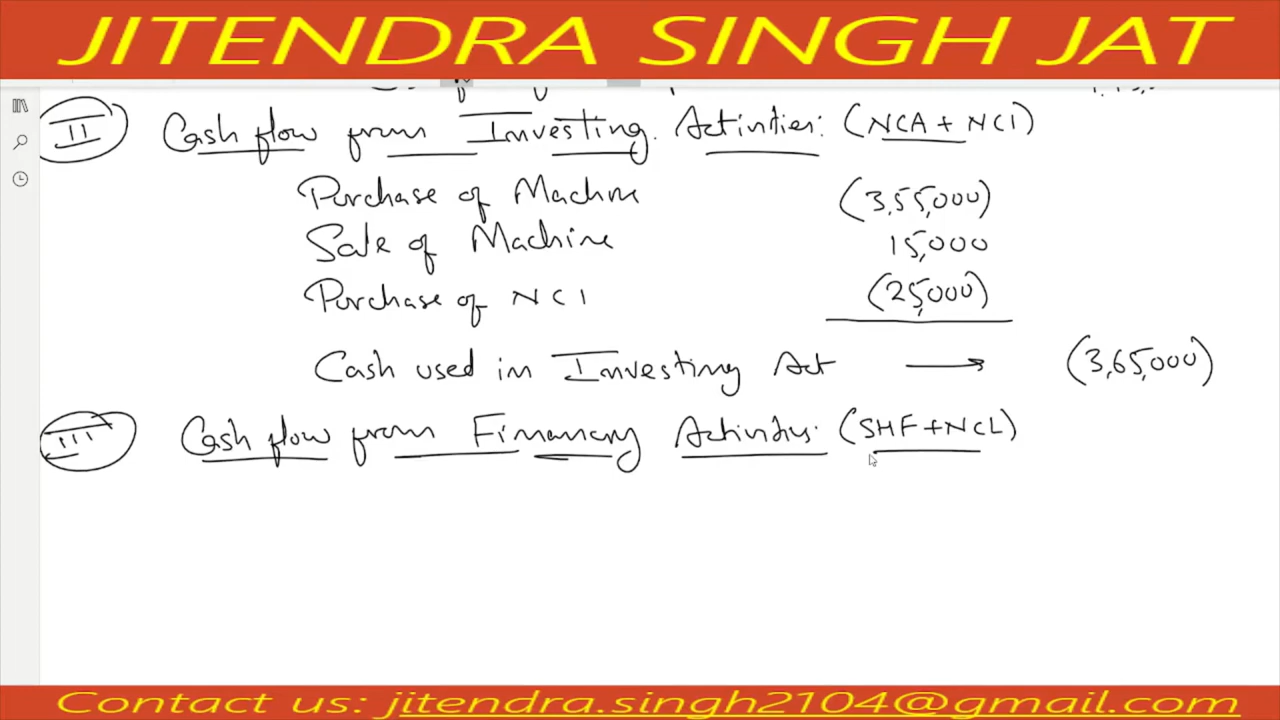 JITENDRA SINGH JAT
II Cash flow from Investing Activities: (NCA + NCI)
Purchase of Machine (3,55,000)
Sale of Machine 15,000
Purchase of NCI (25,000)
Cash used in Investing Act → (3,65,000)
III Cash flow from Financing Activities: (SHF + NCL)
Contact us: jitendra.singh2104@gmail.com